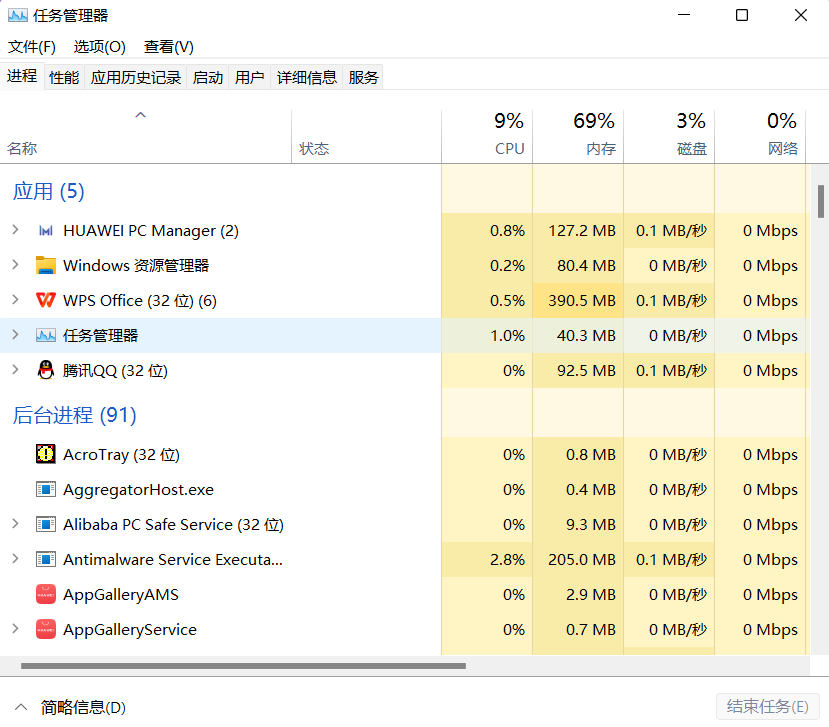 任务管理器
文件(F) 选项(O) 查看(V)
进程 性能 应用历史记录 启动 用户 详细信息 服务
9% 69% 3% 0%
名称 状态 CPU 内存 磁盘 网络
应用 (5)
HUAWEI PC Manager (2) 0.8% 127.2 MB 0.1 MB/秒 0 Mbps
Windows 资源管理器 0.2% 80.4 MB 0 MB/秒 0 Mbps
WPS Office (32 位) (6) 0.5% 390.5 MB 0.1 MB/秒 0 Mbps
任务管理器 1.0% 40.3 MB 0 MB/秒 0 Mbps
腾讯QQ (32 位) 0% 92.5 MB 0.1 MB/秒 0 Mbps
后台进程 (91)
AcroTray (32 位) 0% 0.8 MB 0 MB/秒 0 Mbps
AggregatorHost.exe 0% 0.4 MB 0 MB/秒 0 Mbps
Alibaba PC Safe Service (32 位) 0% 9.3 MB 0 MB/秒 0 Mbps
Antimalware Service Executa... 2.8% 205.0 MB 0.1 MB/秒 0 Mbps
AppGalleryAMS 0% 2.9 MB 0 MB/秒 0 Mbps
AppGalleryService 0% 0.7 MB 0 MB/秒 0 Mbps
简略信息(D) 结束任务(E)